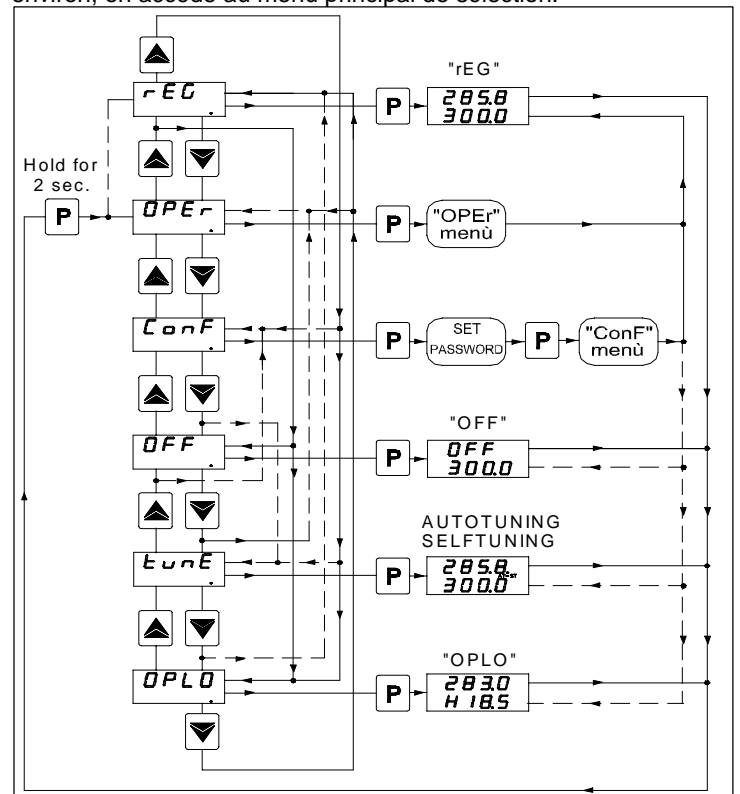 environ, on accède au menu principal de sélection.
"rEG"
rEG.
P
285.8
300.0
Hold for
2 sec.
P
OPEr.
P
"OPEr"
menù
ConF.
P
SET
PASSWORD
P
"ConF"
menù
"OFF"
OFF.
P
OFF
300.0
AUTOTUNING
SELFTUNING
tunE.
P
285.8
300.0
"OPLO"
OPLO.
P
283.0
H 18.5